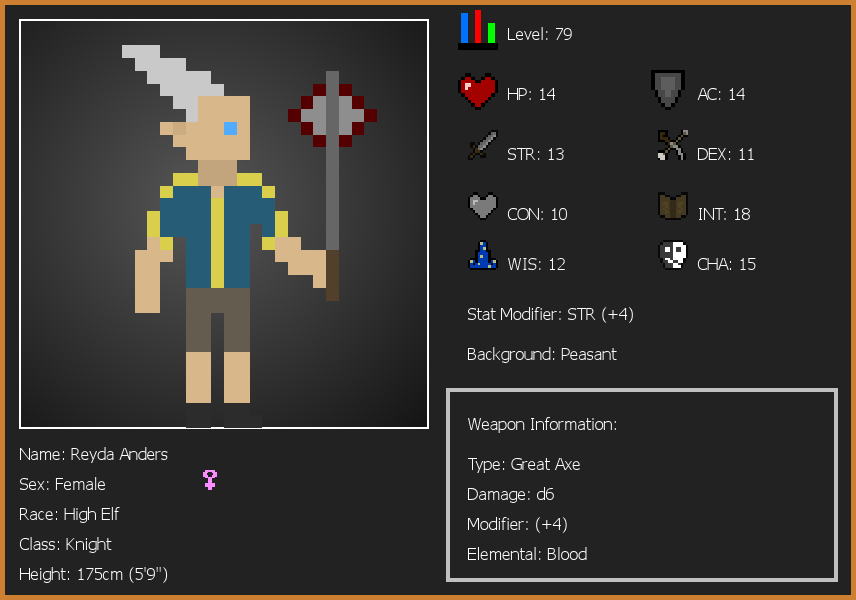 Level: 79
HP: 14
AC: 14
STR: 13
DEX: 11
CON: 10
INT: 18
WIS: 12
CHA: 15
Stat Modifier: STR (+4)
Background: Peasant
Name: Reyda Anders
Sex: Female
Race: High Elf
Class: Knight
Height: 175cm (5'9")
Weapon Information:
Type: Great Axe
Damage: d6
Modifier: (+4)
Elemental: Blood